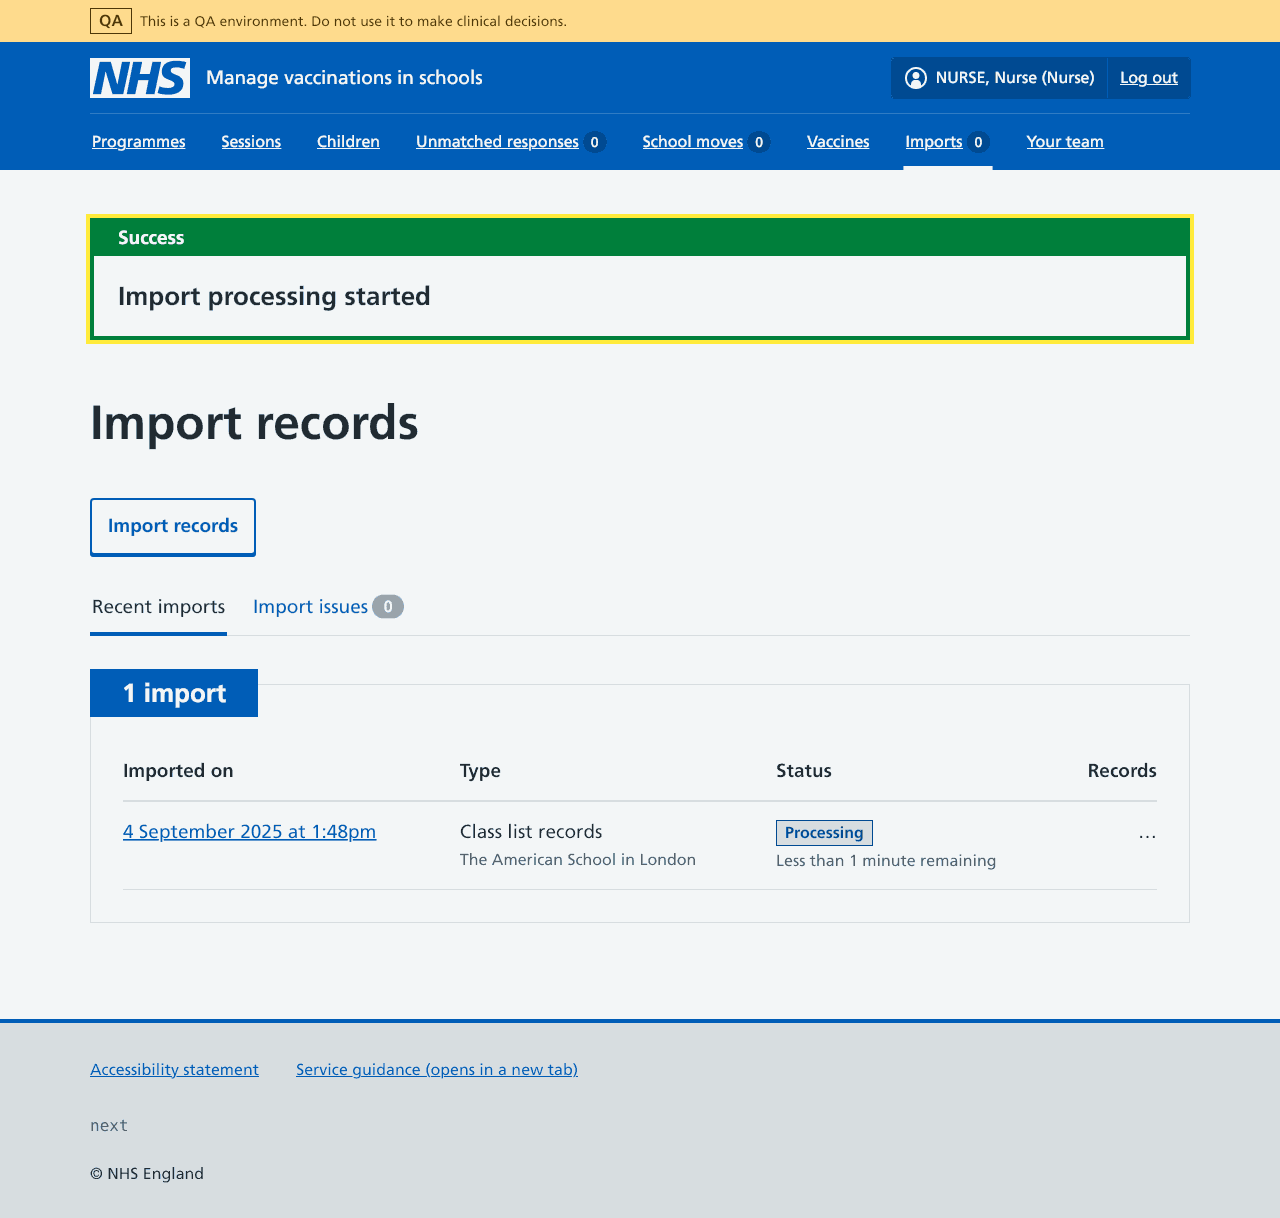 QA This is a QA environment. Do not use it to make clinical decisions.
NHS Manage vaccinations in schools NURSE, Nurse (Nurse) Log out
Programmes Sessions Children Unmatched responses 0 School moves 0 Vaccines Imports 0 Your team
Success
Import processing started
Import records
Import records
Recent imports Import issues 0
1 import
Imported on Type Status Records
4 September 2025 at 1:48pm Class list records Processing ...
The American School in London Less than 1 minute remaining
Accessibility statement Service guidance (opens in a new tab)
next
© NHS England